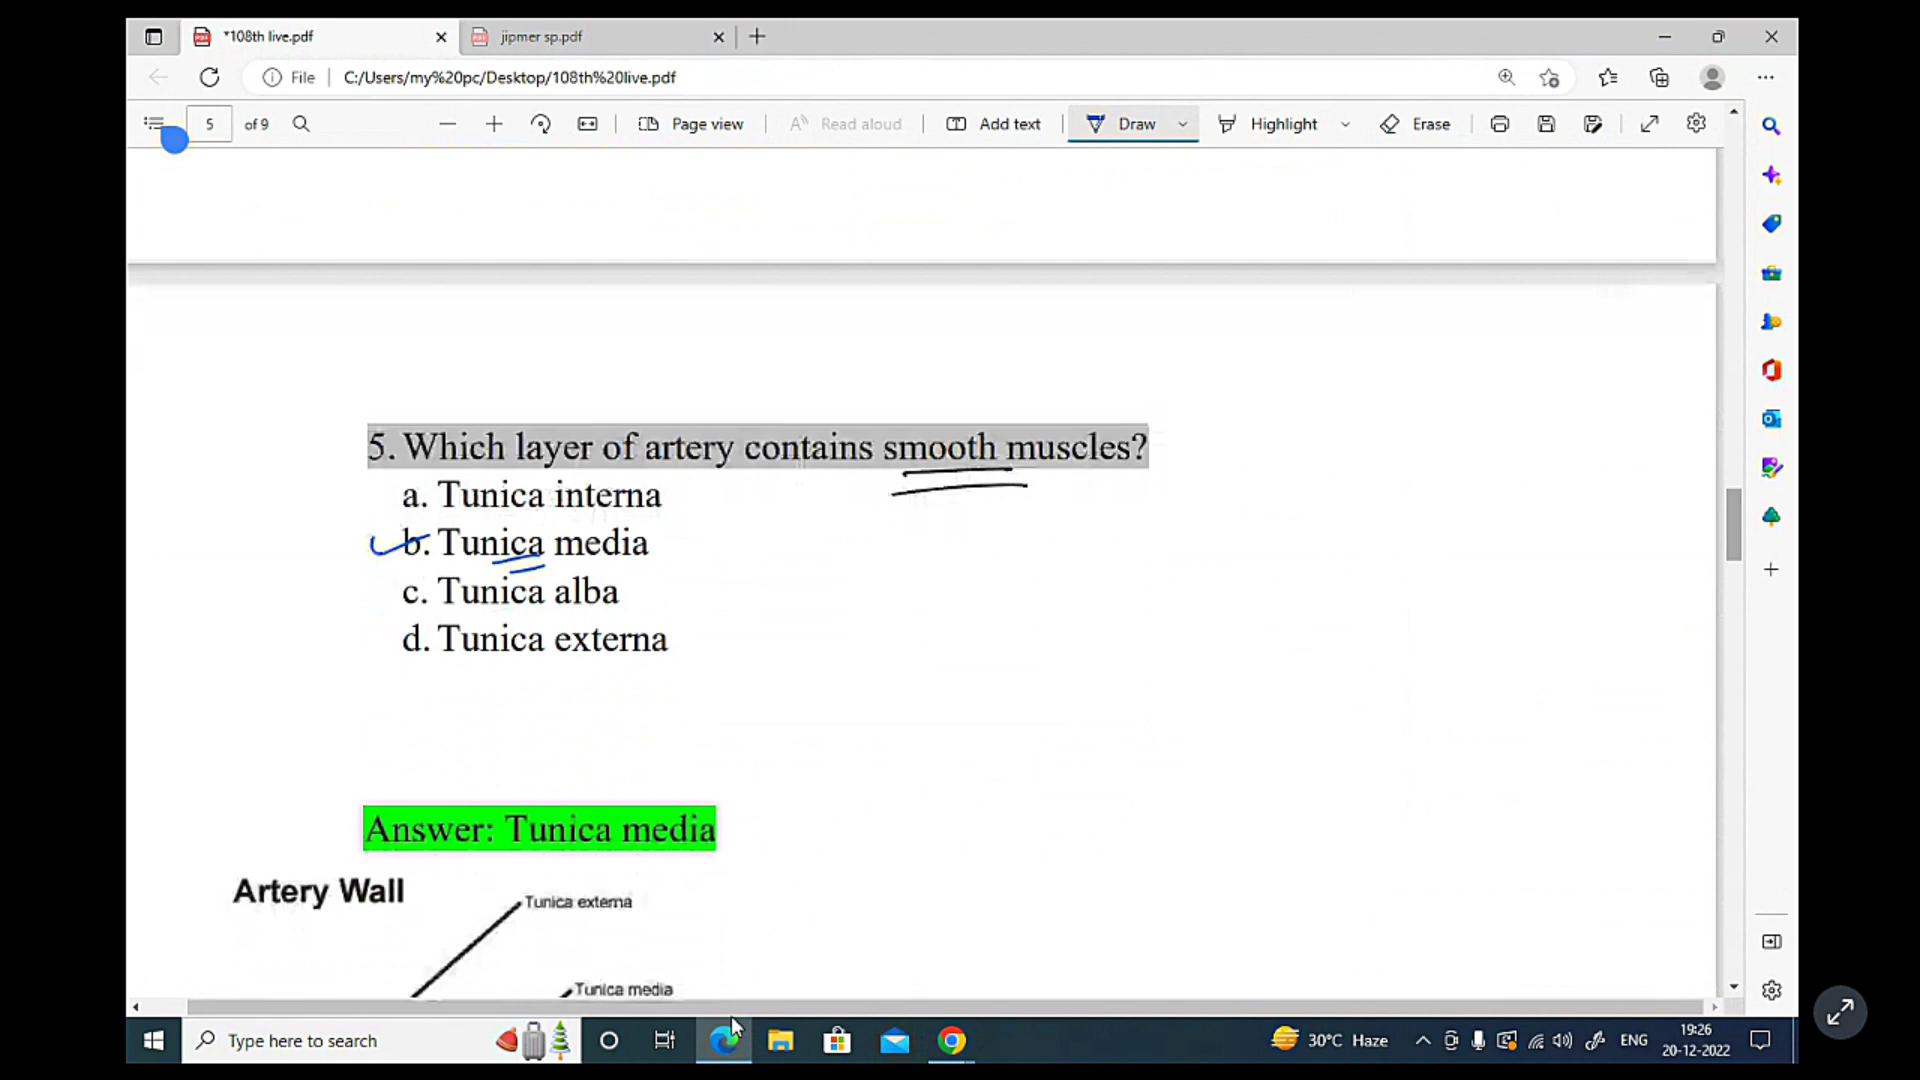 *108th live.pdf
jipmer sp.pdf
File
C:/Users/my%20pc/Desktop/108th%20live.pdf
5 of 9
Page view
Read aloud
Add text
Draw
Highlight
Erase
5. Which layer of artery contains smooth muscles?
a. Tunica interna
b. Tunica media
c. Tunica alba
d. Tunica externa
Answer: Tunica media
Artery Wall
Tunica externa
Tunica media
Type here to search
30°C Haze
ENG
19:26
20-12-2022